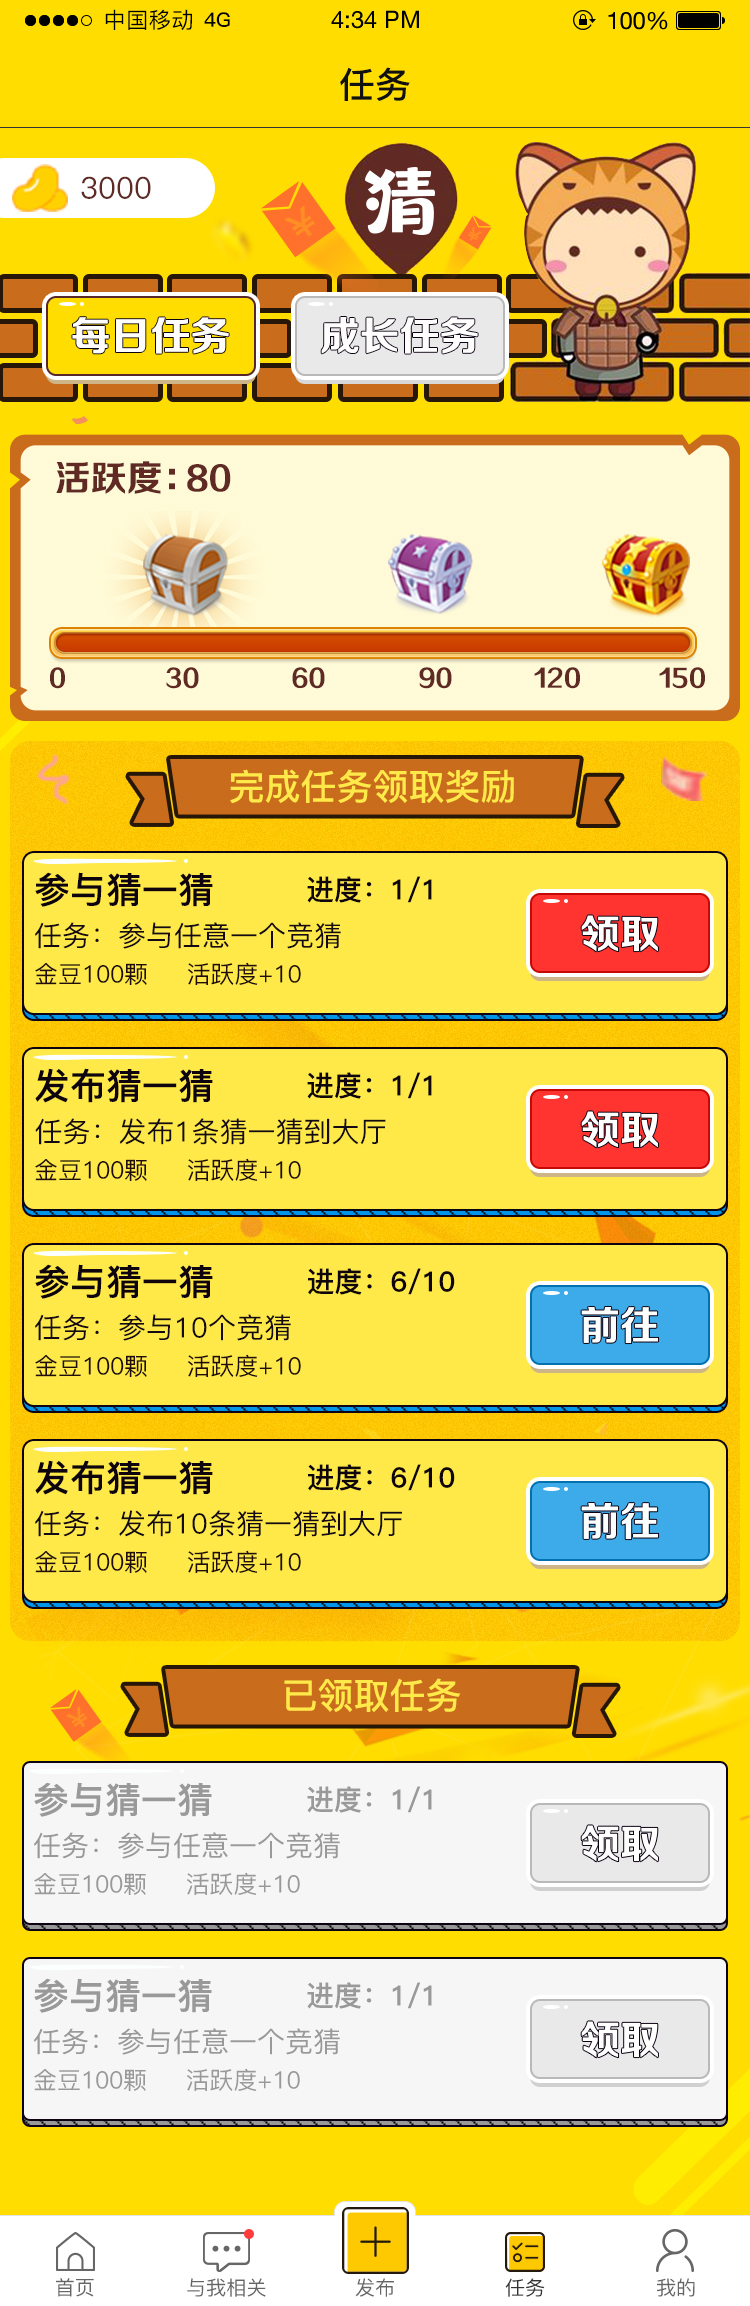 中国移动 4G 4:34 PM 100%
任务
3000
猜
每日任务 成长任务
活跃度：80
0 30 60 90 120 150
完成任务领取奖励
参与猜一猜 进度：1/1
任务：参与任意一个竞猜
金豆100颗 活跃度+10
领取
发布猜一猜 进度：1/1
任务：发布1条猜一猜到大厅
金豆100颗 活跃度+10
领取
参与猜一猜 进度：6/10
任务：参与10个竞猜
金豆100颗 活跃度+10
前往
发布猜一猜 进度：6/10
任务：发布10条猜一猜到大厅
金豆100颗 活跃度+10
前往
已领取任务
参与猜一猜 进度：1/1
任务：参与任意一个竞猜
金豆100颗 活跃度+10
领取
参与猜一猜 进度：1/1
任务：参与任意一个竞猜
金豆100颗 活跃度+10
领取
首页 与我相关 发布 任务 我的